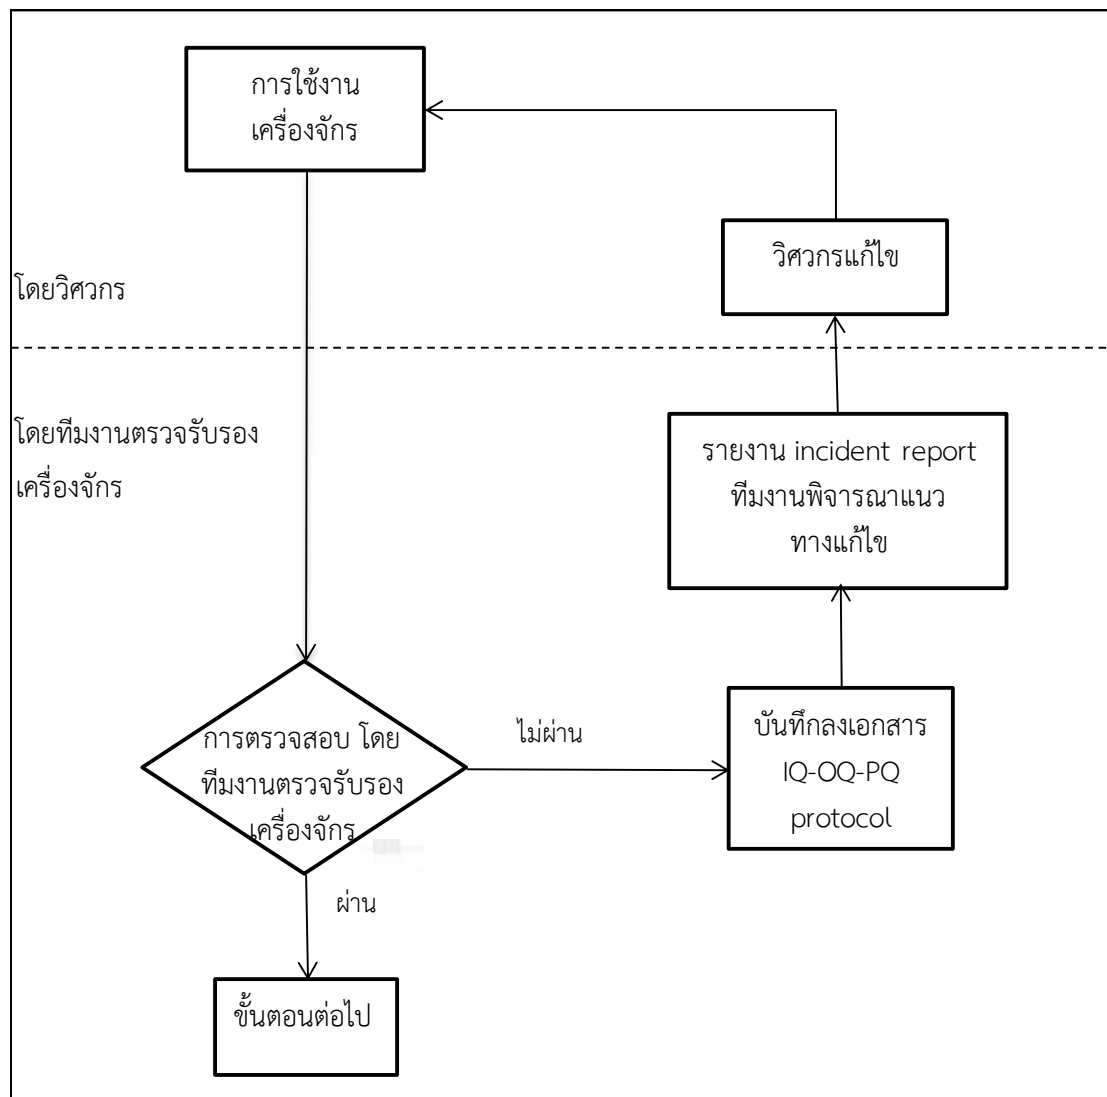 การใช้งาน
เครื่องจักร
วิศวกรแก้ไข
โดยวิศวกร
โดยทีมงานตรวจรับรอง
เครื่องจักร
รายงาน incident report
ทีมงานพิจารณาแนว
ทางแก้ไข
การตรวจสอบ โดย
ทีมงานตรวจรับรอง
เครื่องจักร
ไม่ผ่าน
บันทึกลงเอกสาร
IQ-OQ-PQ
protocol
ผ่าน
ขั้นตอนต่อไป